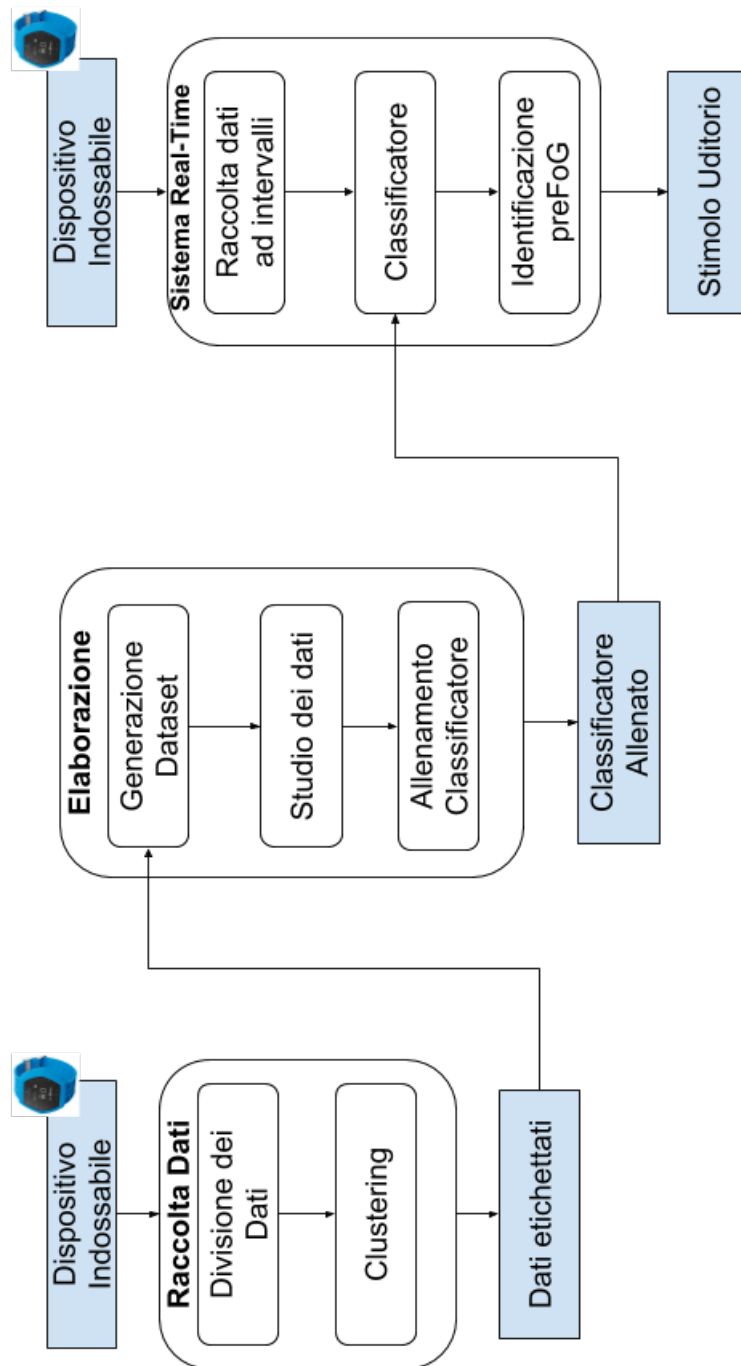 Dispositivo
Indossabile
Raccolta Dati
Divisione dei
Dati
Clustering
Dati etichettati
Elaborazione
Generazione
Dataset
Studio dei dati
Allenamento
Classificatore
Classificatore
Allenato
Dispositivo
Indossabile
Sistema Real-Time
Raccolta dati
ad intervalli
Classificatore
Identificazione
preFoG
Stimolo Uditorio